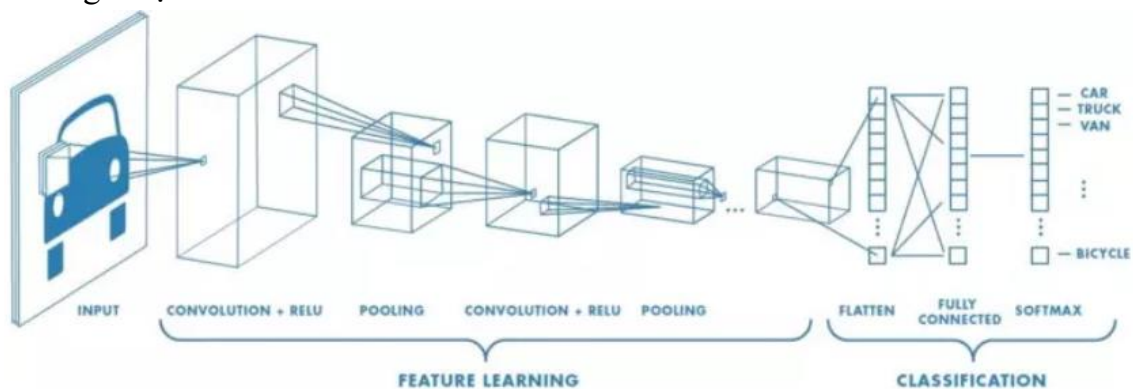 CAR
TRUCK
VAN
BICYCLE
INPUT
CONVOLUTION + RELU
POOLING
CONVOLUTION + RELU
POOLING
FLATTEN
FULLY
CONNECTED
SOFTMAX
FEATURE LEARNING
CLASSIFICATION